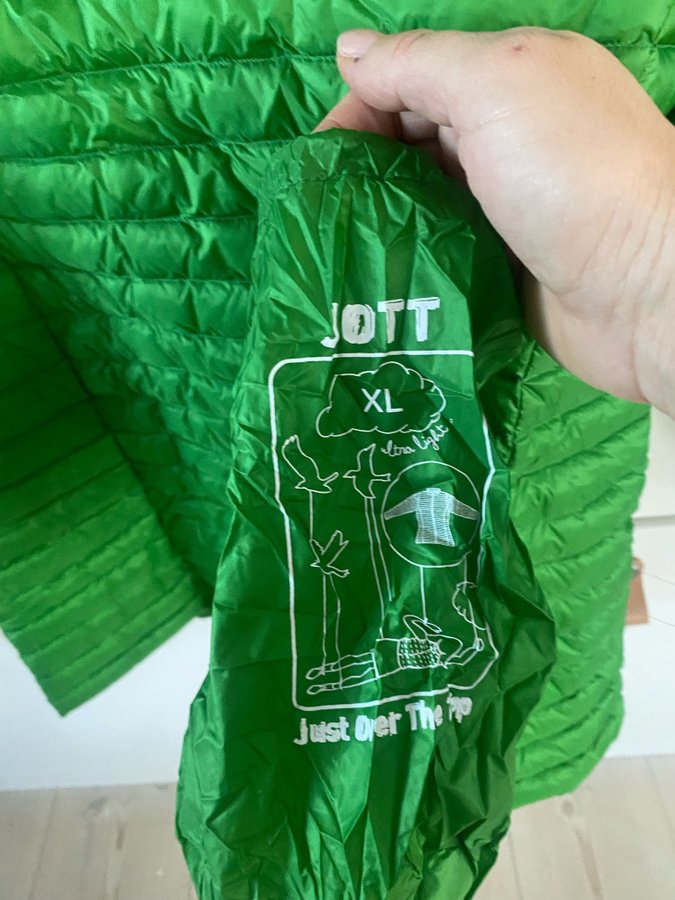 JOTT
XL
ultra light
Just Over The Top